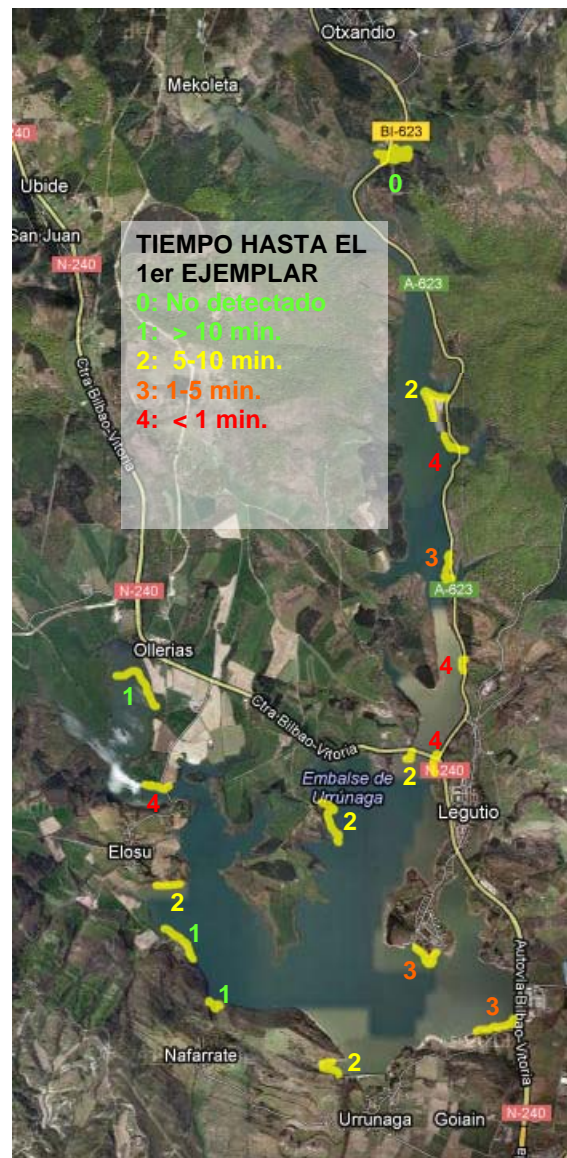 Otxandio
Mekoleta
BI-623
40
0
Ubide
San Juan
N-240
TIEMPO HASTA EL
1er EJEMPLAR
0: No detectado
1: > 10 min.
2: 5-10 min.
3: 1-5 min.
4: < 1 min.
A-623
Ctra Bilbao-Vitoria
2
4
3
N-240
A-623
Ollerias
1
4
Ctra-Bilbao-Vitoria
4
2
N-240
Embalse de
Urrúnaga
4
2
Legutio
Elosu
2
1
3
Autovía-Bilbao-Vitoria
1
3
Nafarrate
2
Urrunaga
Goiain
N-240